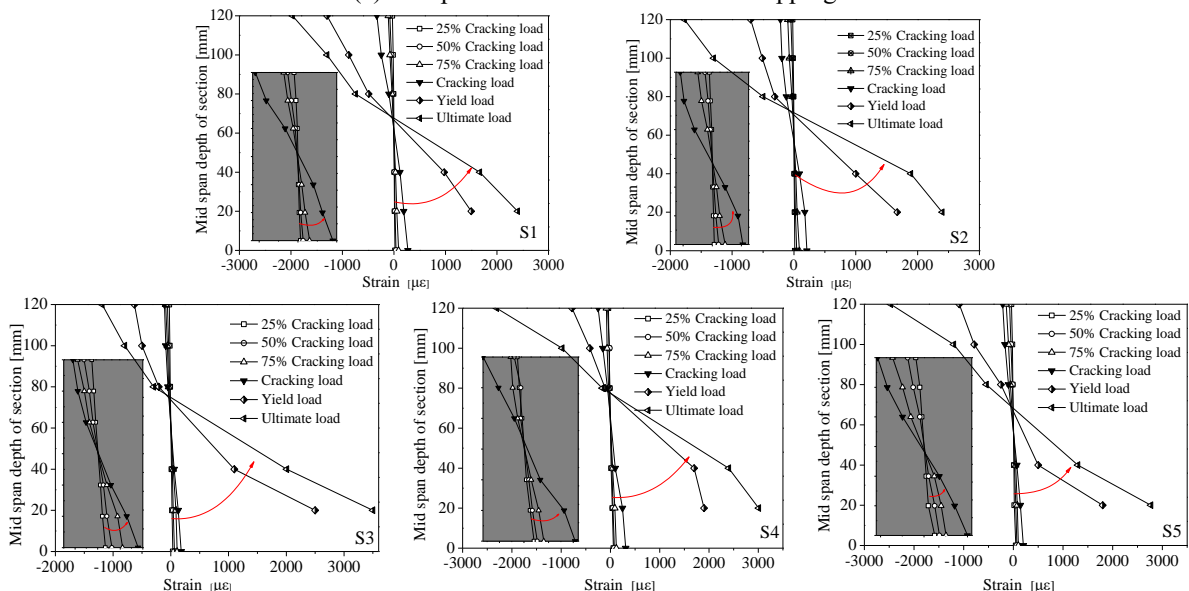 25% Cracking load
50% Cracking load
75% Cracking load
Cracking load
Yield load
Ultimate load
Mid span depth of section [mm]
120
100
80
60
40
20
0
-3000 -2000 -1000 0 1000 2000 3000
Strain [με]
S1
25% Cracking load
50% Cracking load
75% Cracking load
Cracking load
Yield load
Ultimate load
Mid span depth of section [mm]
120
100
80
60
40
20
0
-2000 -1000 0 1000 2000 3000
Strain [με]
S2
25% Cracking load
50% Cracking load
75% Cracking load
Cracking load
Yield load
Ultimate load
Mid span depth of section [mm]
120
100
80
60
40
20
0
-2000 -1000 0 1000 2000 3000
Strain [με]
S3
25% Cracking load
50% Cracking load
75% Cracking load
Cracking load
Yield load
Ultimate load
Mid span depth of section [mm]
120
100
80
60
40
20
0
-3000 -2000 -1000 0 1000 2000 3000
Strain [με]
S4
25% Cracking load
50% Cracking load
75% Cracking load
Cracking load
Yield load
Ultimate load
Mid span depth of section [mm]
120
100
80
60
40
20
0
-3000 -2000 -1000 0 1000 2000 3000
Strain [με]
S5